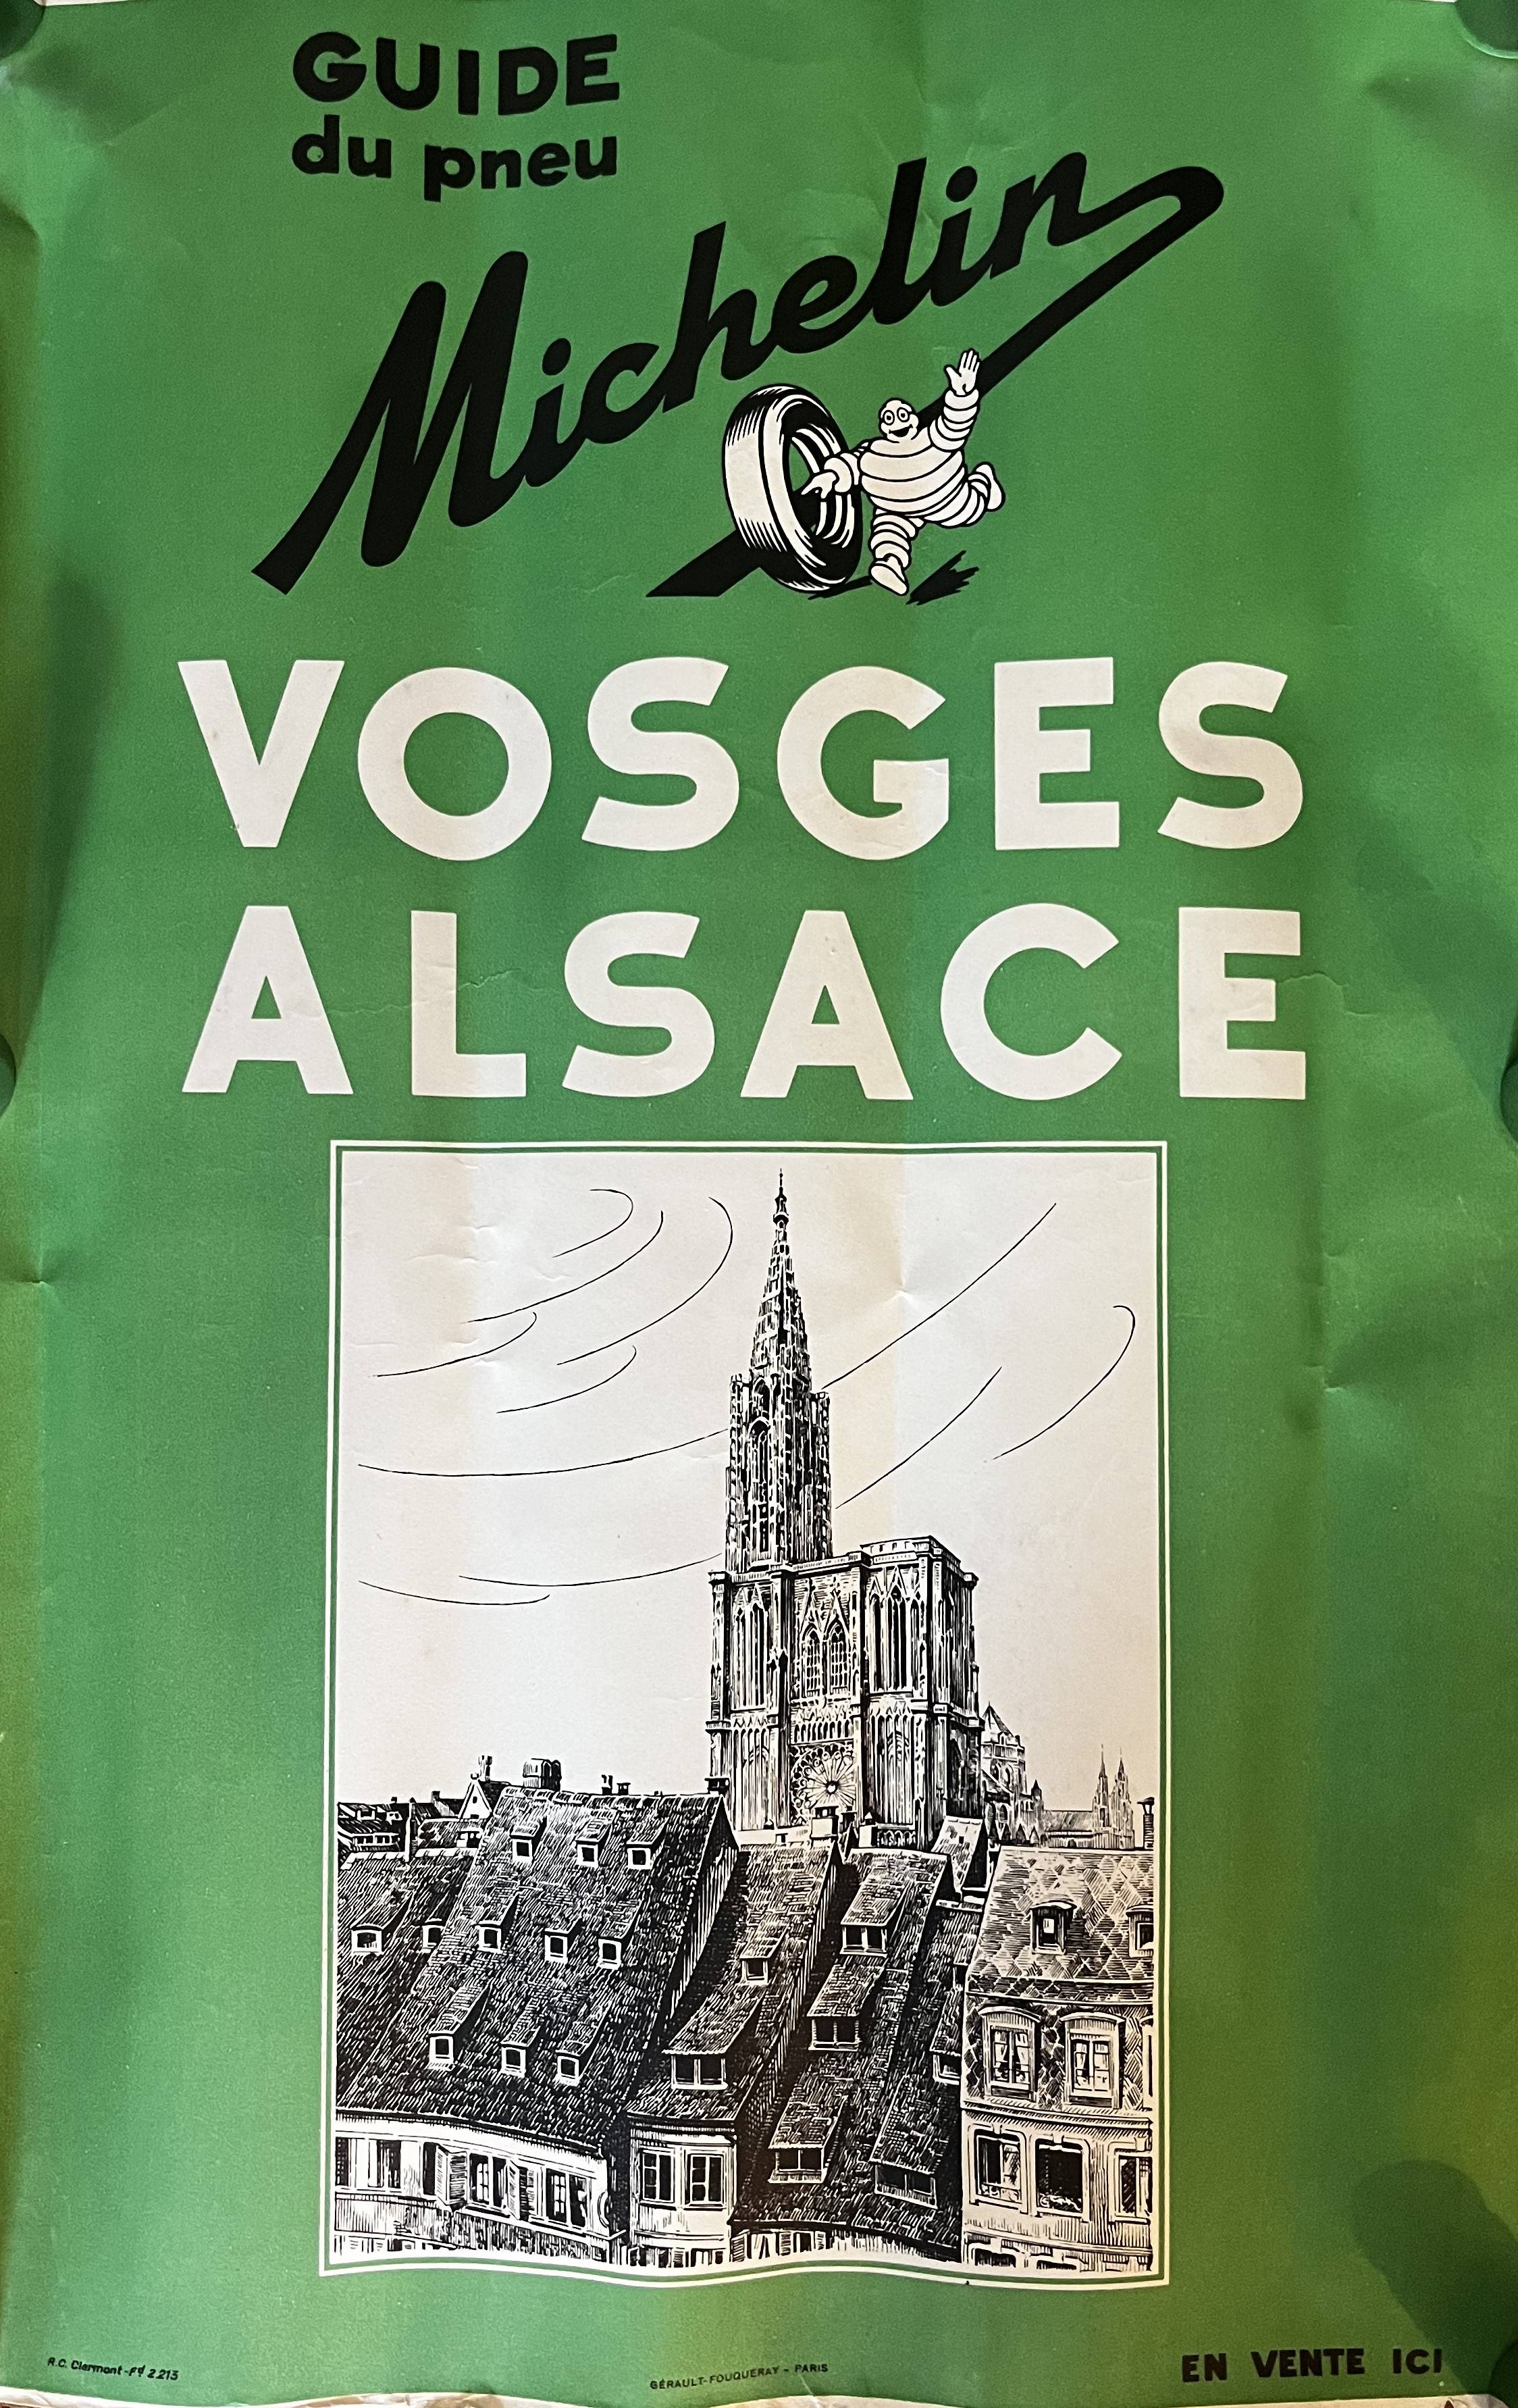 GUIDE
du pneu
Michelin
VOSGES
ALSACE
R.C. Clermont-Fd 2.213
GÉRAULT-FOUQUERAY - PARIS
EN VENTE ICI